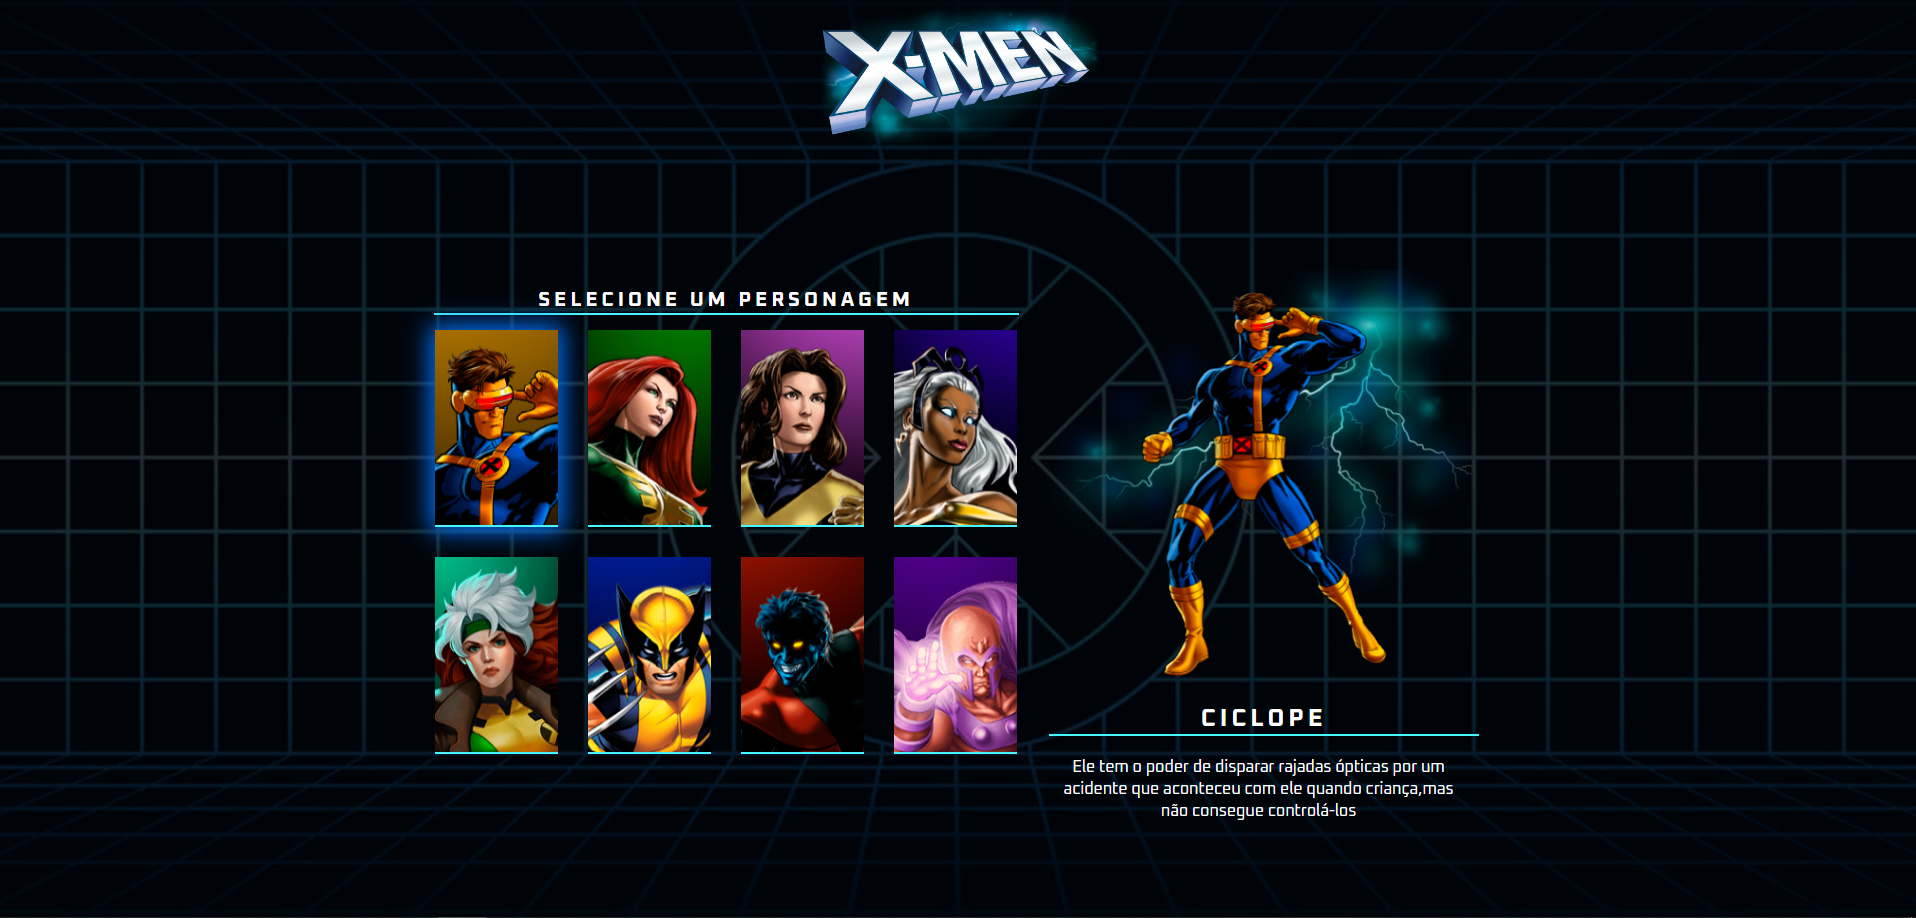 X-MEN
SELECIONE UM PERSONAGEM
CICLOPE
Ele tem o poder de disparar rajadas ópticas por um
acidente que aconteceu com ele quando criança,mas
não consegue controlá-los